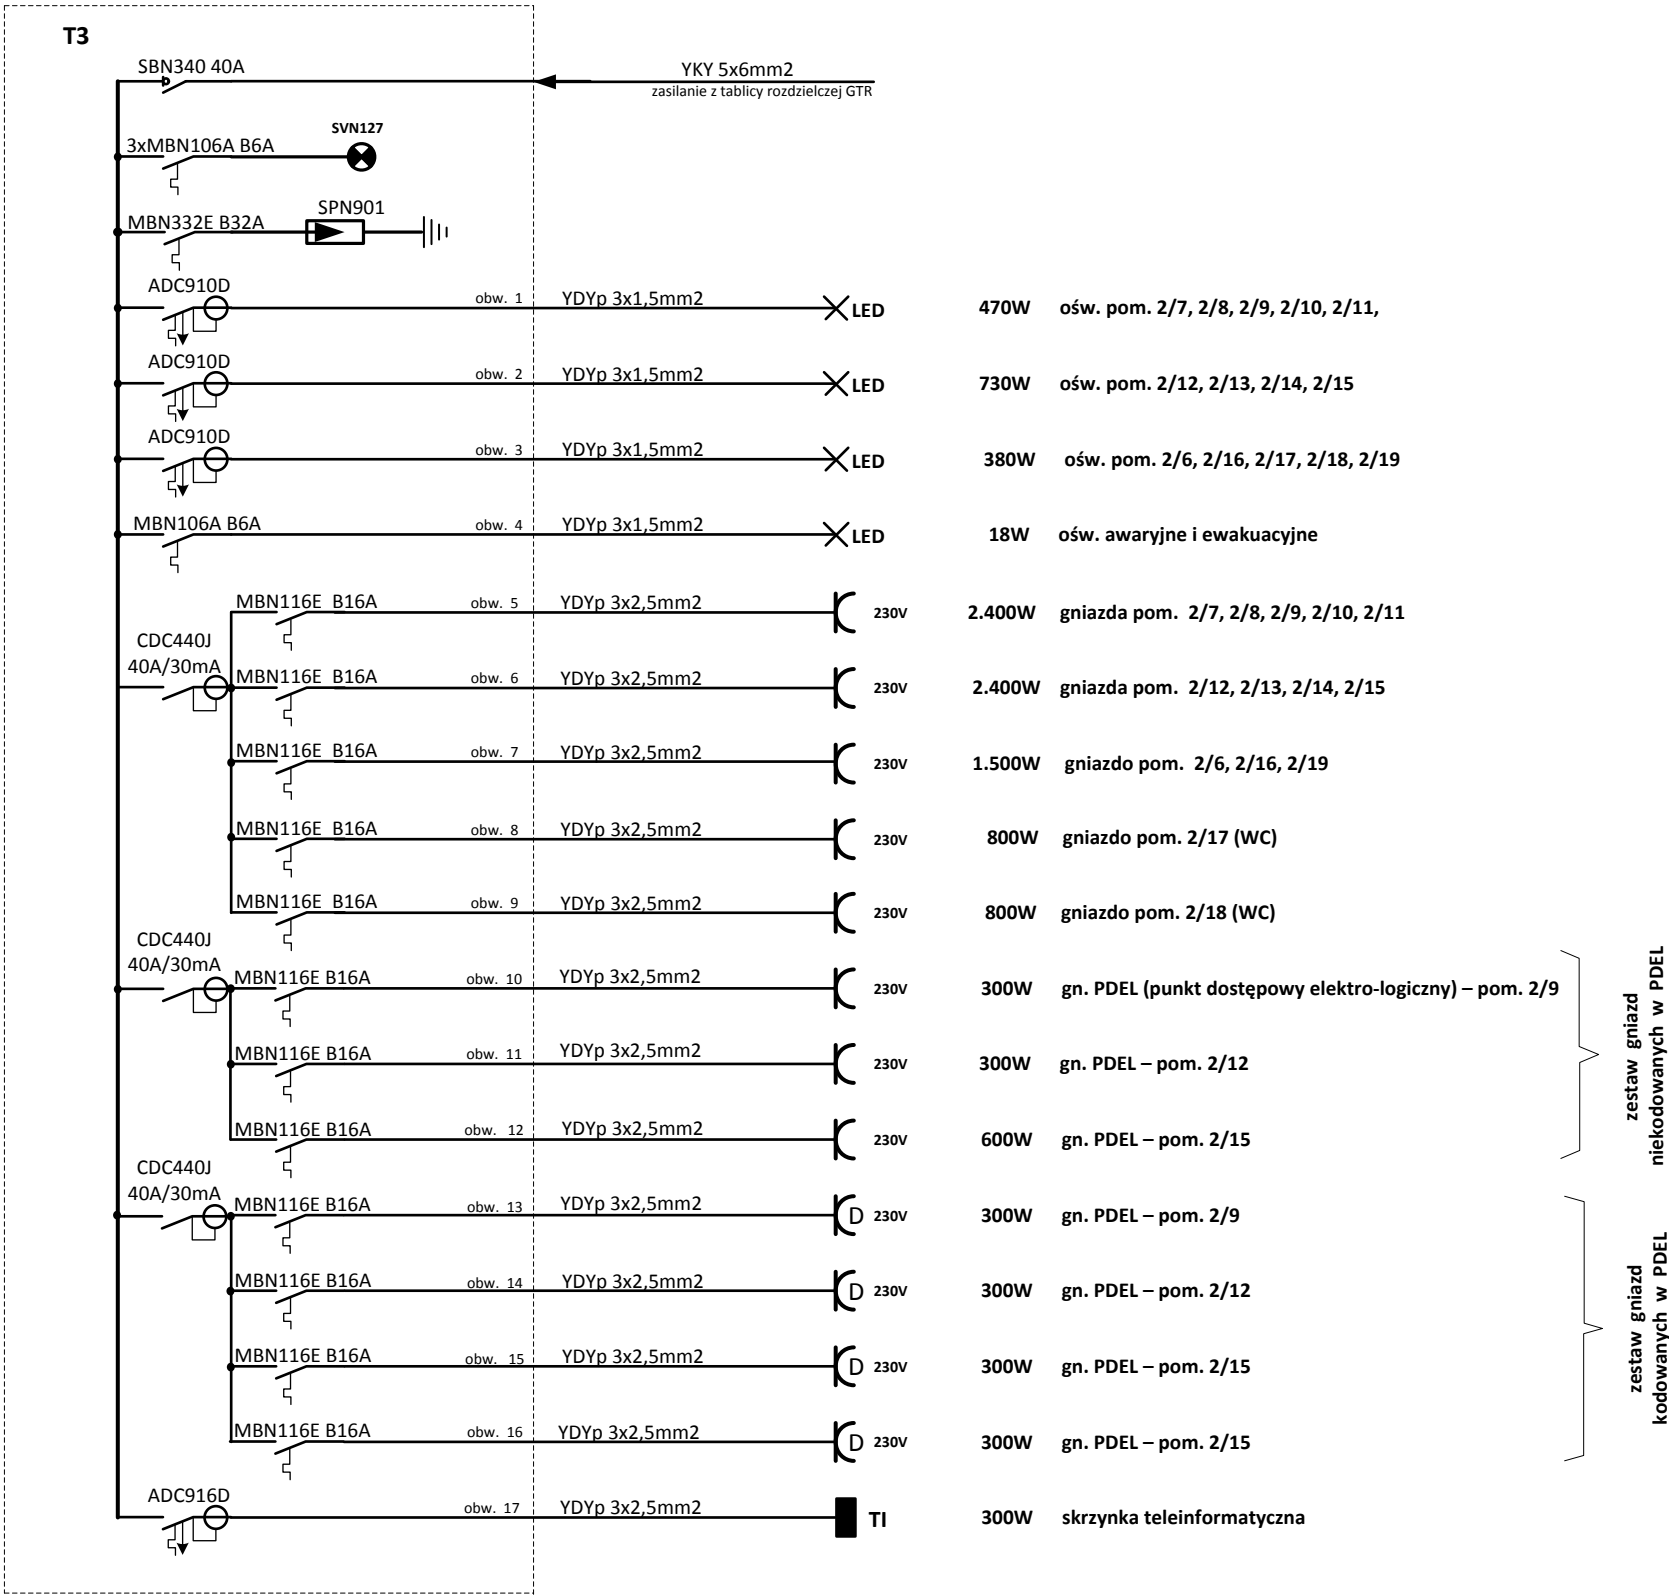 T3
SBN340 40A
YKY 5x6mm2
zasilanie z tablicy rozdzielczej GTR
SVN127
3xMBN106A B6A
SPN901
MBN332E B32A
ADC910D
obw. 1 YDYp 3x1,5mm2 LED 470W ośw. pom. 2/7, 2/8, 2/9, 2/10, 2/11,
ADC910D
obw. 2 YDYp 3x1,5mm2 LED 730W ośw. pom. 2/12, 2/13, 2/14, 2/15
ADC910D
obw. 3 YDYp 3x1,5mm2 LED 380W ośw. pom. 2/6, 2/16, 2/17, 2/18, 2/19
MBN106A B6A obw. 4 YDYp 3x1,5mm2 LED 18W ośw. awaryjne i ewakuacyjne
MBN116E B16A obw. 5 YDYp 3x2,5mm2 230V 2.400W gniazda pom. 2/7, 2/8, 2/9, 2/10, 2/11
CDC440J
40A/30mA
MBN116E B16A obw. 6 YDYp 3x2,5mm2 230V 2.400W gniazda pom. 2/12, 2/13, 2/14, 2/15
MBN116E B16A obw. 7 YDYp 3x2,5mm2 230V 1.500W gniazdo pom. 2/6, 2/16, 2/19
MBN116E B16A obw. 8 YDYp 3x2,5mm2 230V 800W gniazdo pom. 2/17 (WC)
MBN116E B16A obw. 9 YDYp 3x2,5mm2 230V 800W gniazdo pom. 2/18 (WC)
CDC440J
40A/30mA
MBN116E B16A obw. 10 YDYp 3x2,5mm2 230V 300W gn. PDEL (punkt dostępowy elektro-logiczny) – pom. 2/9
MBN116E B16A obw. 11 YDYp 3x2,5mm2 230V 300W gn. PDEL – pom. 2/12
MBN116E B16A obw. 12 YDYp 3x2,5mm2 230V 600W gn. PDEL – pom. 2/15
zestaw gniazd
niekodowanych w PDEL
CDC440J
40A/30mA
MBN116E B16A obw. 13 YDYp 3x2,5mm2 D 230V 300W gn. PDEL – pom. 2/9
MBN116E B16A obw. 14 YDYp 3x2,5mm2 D 230V 300W gn. PDEL – pom. 2/12
MBN116E B16A obw. 15 YDYp 3x2,5mm2 D 230V 300W gn. PDEL – pom. 2/15
MBN116E B16A obw. 16 YDYp 3x2,5mm2 D 230V 300W gn. PDEL – pom. 2/15
zestaw gniazd
kodowanych w PDEL
ADC916D
obw. 17 YDYp 3x2,5mm2 TI 300W skrzynka teleinformatyczna